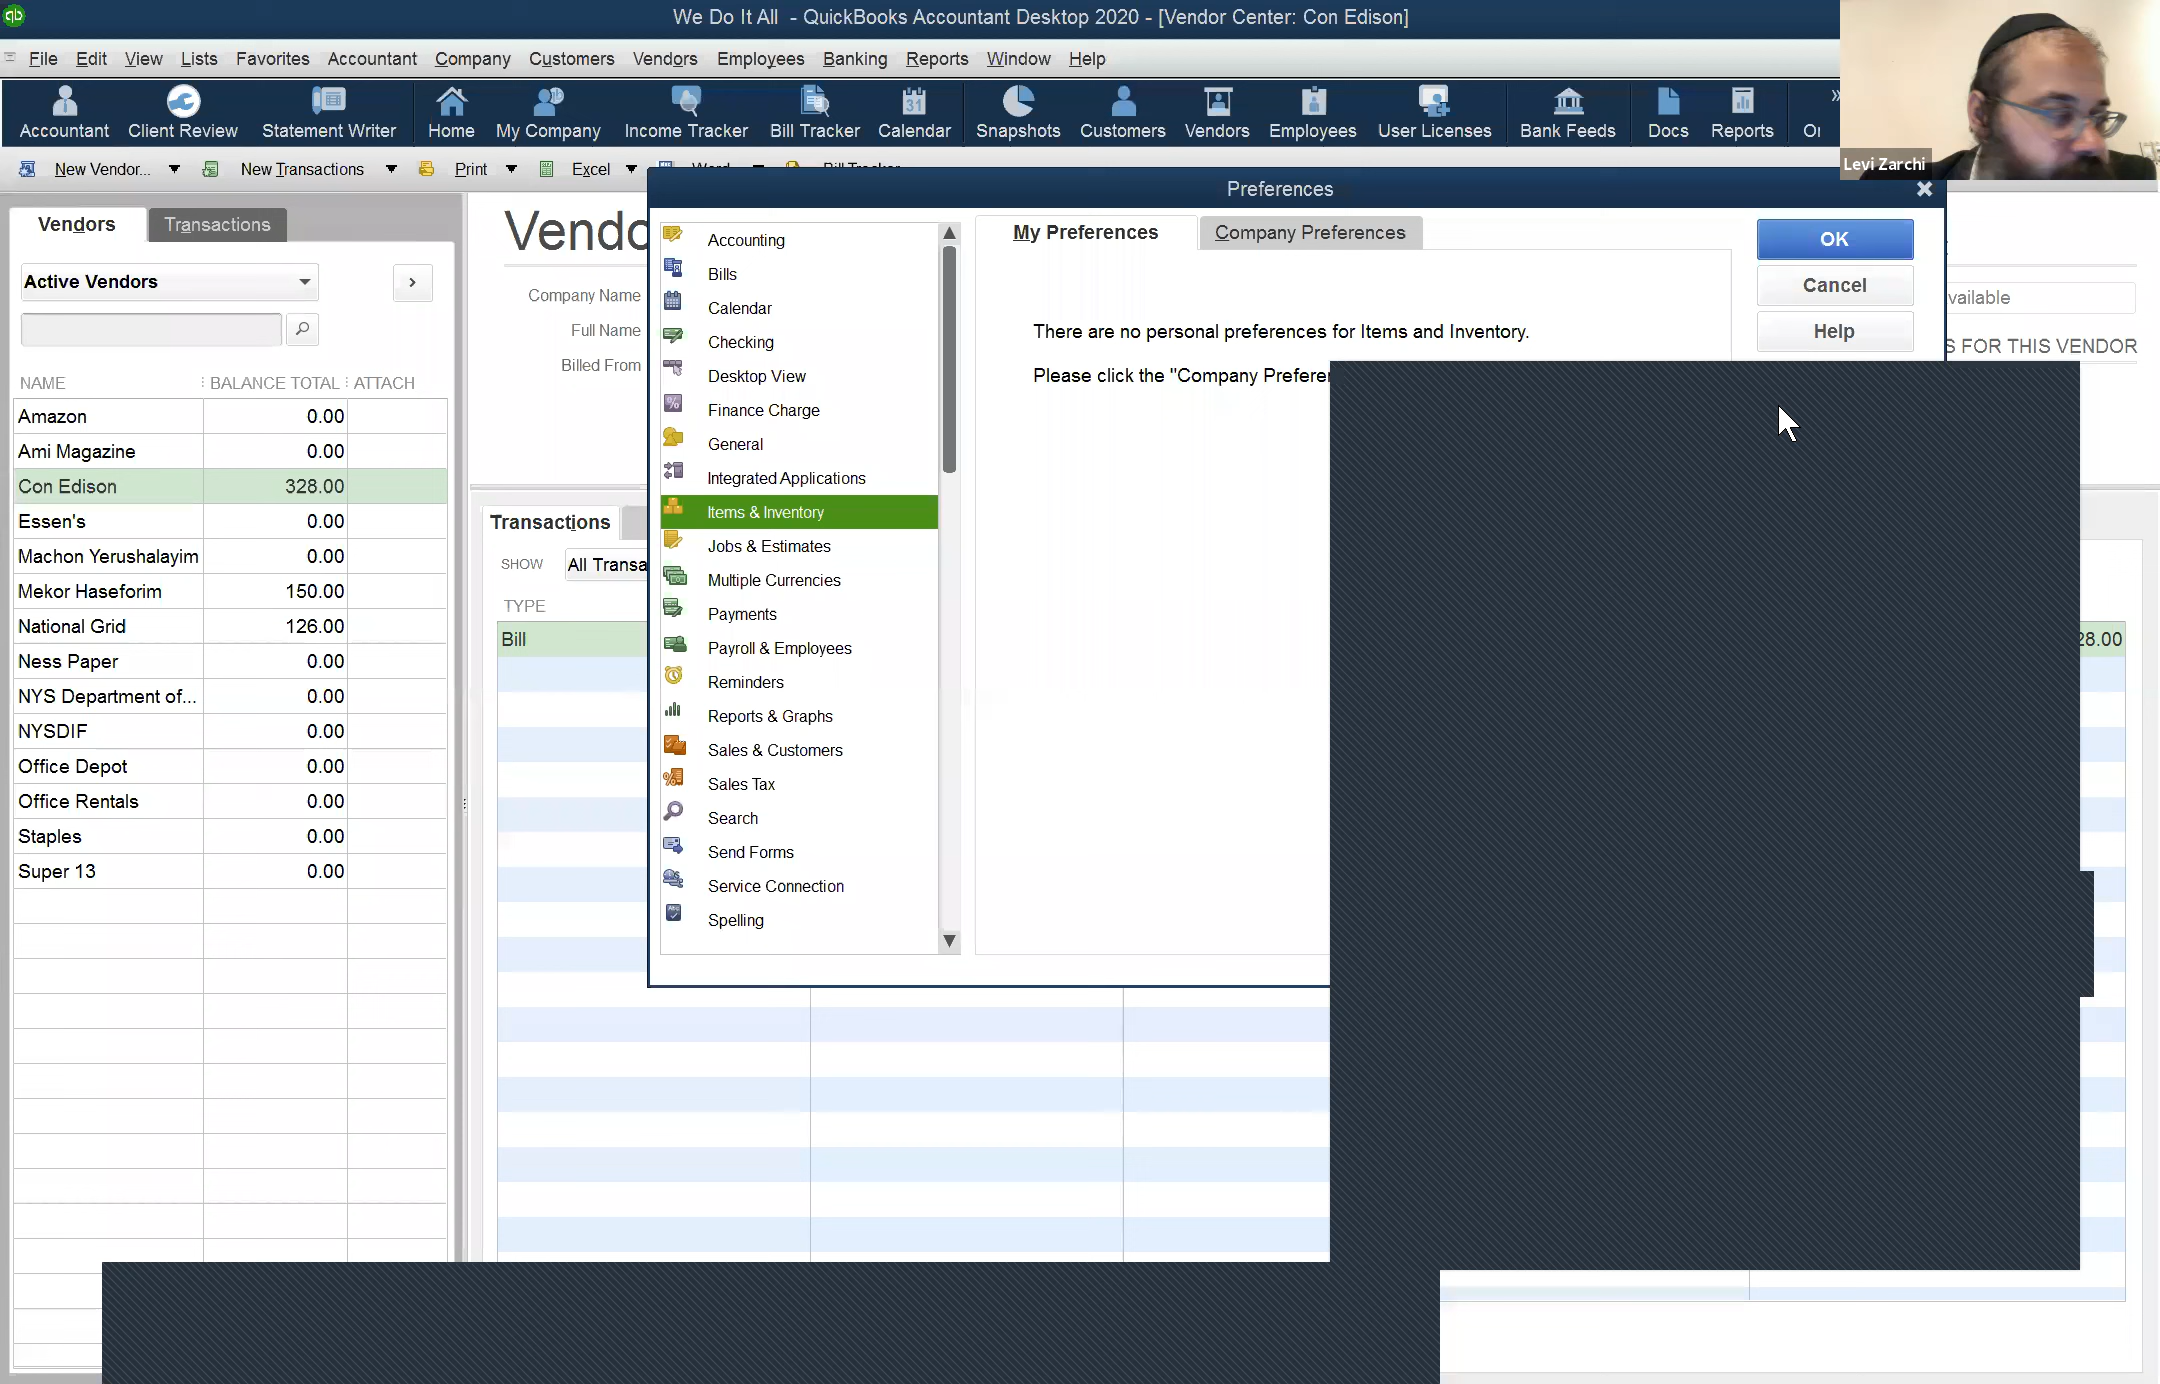 We Do It All - QuickBooks Accountant Desktop 2020 - [Vendor Center: Con Edison]
File Edit View Lists Favorites Accountant Company Customers Vendors Employees Banking Reports Window Help
Accountant Client Review Statement Writer Home My Company Income Tracker Bill Tracker Calendar Snapshots Customers Vendors Employees User Licenses Bank Feeds Docs Reports
31
Levi Zarchi
New Vendor... New Transactions Print Excel Word Bill Tracker
Preferences
Vendors Transactions
Active Vendors
NAME BALANCE TOTAL ATTACH
Amazon 0.00
Ami Magazine 0.00
Con Edison 328.00
Essen's 0.00
Machon Yerushalayim 0.00
Mekor Haseforim 150.00
National Grid 126.00
Ness Paper 0.00
NYS Department of... 0.00
NYSDIF 0.00
Office Depot 0.00
Office Rentals 0.00
Staples 0.00
Super 13 0.00
Company Name
Full Name
Billed From
Transactions
SHOW All Transa
TYPE
Bill
Accounting
Bills
Calendar
Checking
Desktop View
Finance Charge
General
Integrated Applications
Items & Inventory
Jobs & Estimates
Multiple Currencies
Payments
Payroll & Employees
Reminders
Reports & Graphs
Sales & Customers
Sales Tax
Search
Send Forms
Service Connection
Spelling
My Preferences Company Preferences
There are no personal preferences for Items and Inventory.
Please click the "Company Prefere
OK
Cancel
Help
vailable
S FOR THIS VENDOR
28.00